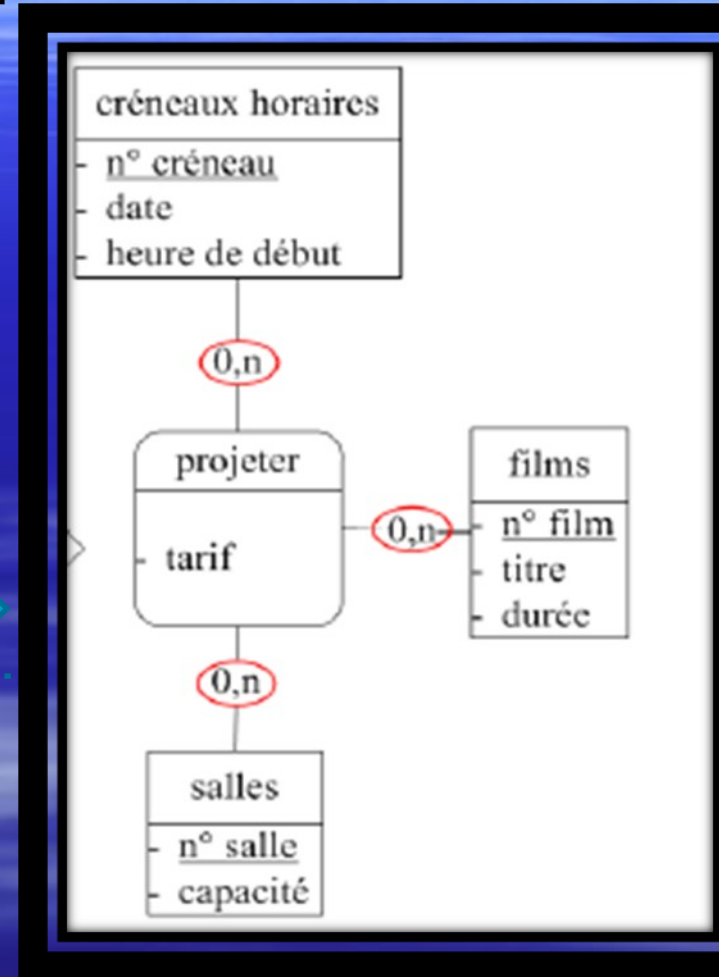 créneaux horaires
- n° créneau
- date
- heure de début
0,n
projeter
- tarif
0,n
films
- n° film
- titre
- durée
0,n
salles
- n° salle
- capacité